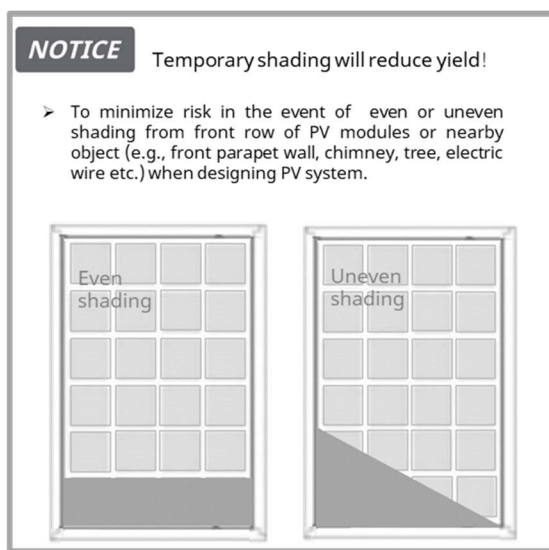 NOTICE
Temporary shading will reduce yield!
➢ To minimize risk in the event of even or uneven
shading from front row of PV modules or nearby
object (e.g., front parapet wall, chimney, tree, electric
wire etc.) when designing PV system.
Even
shading
Uneven
shading